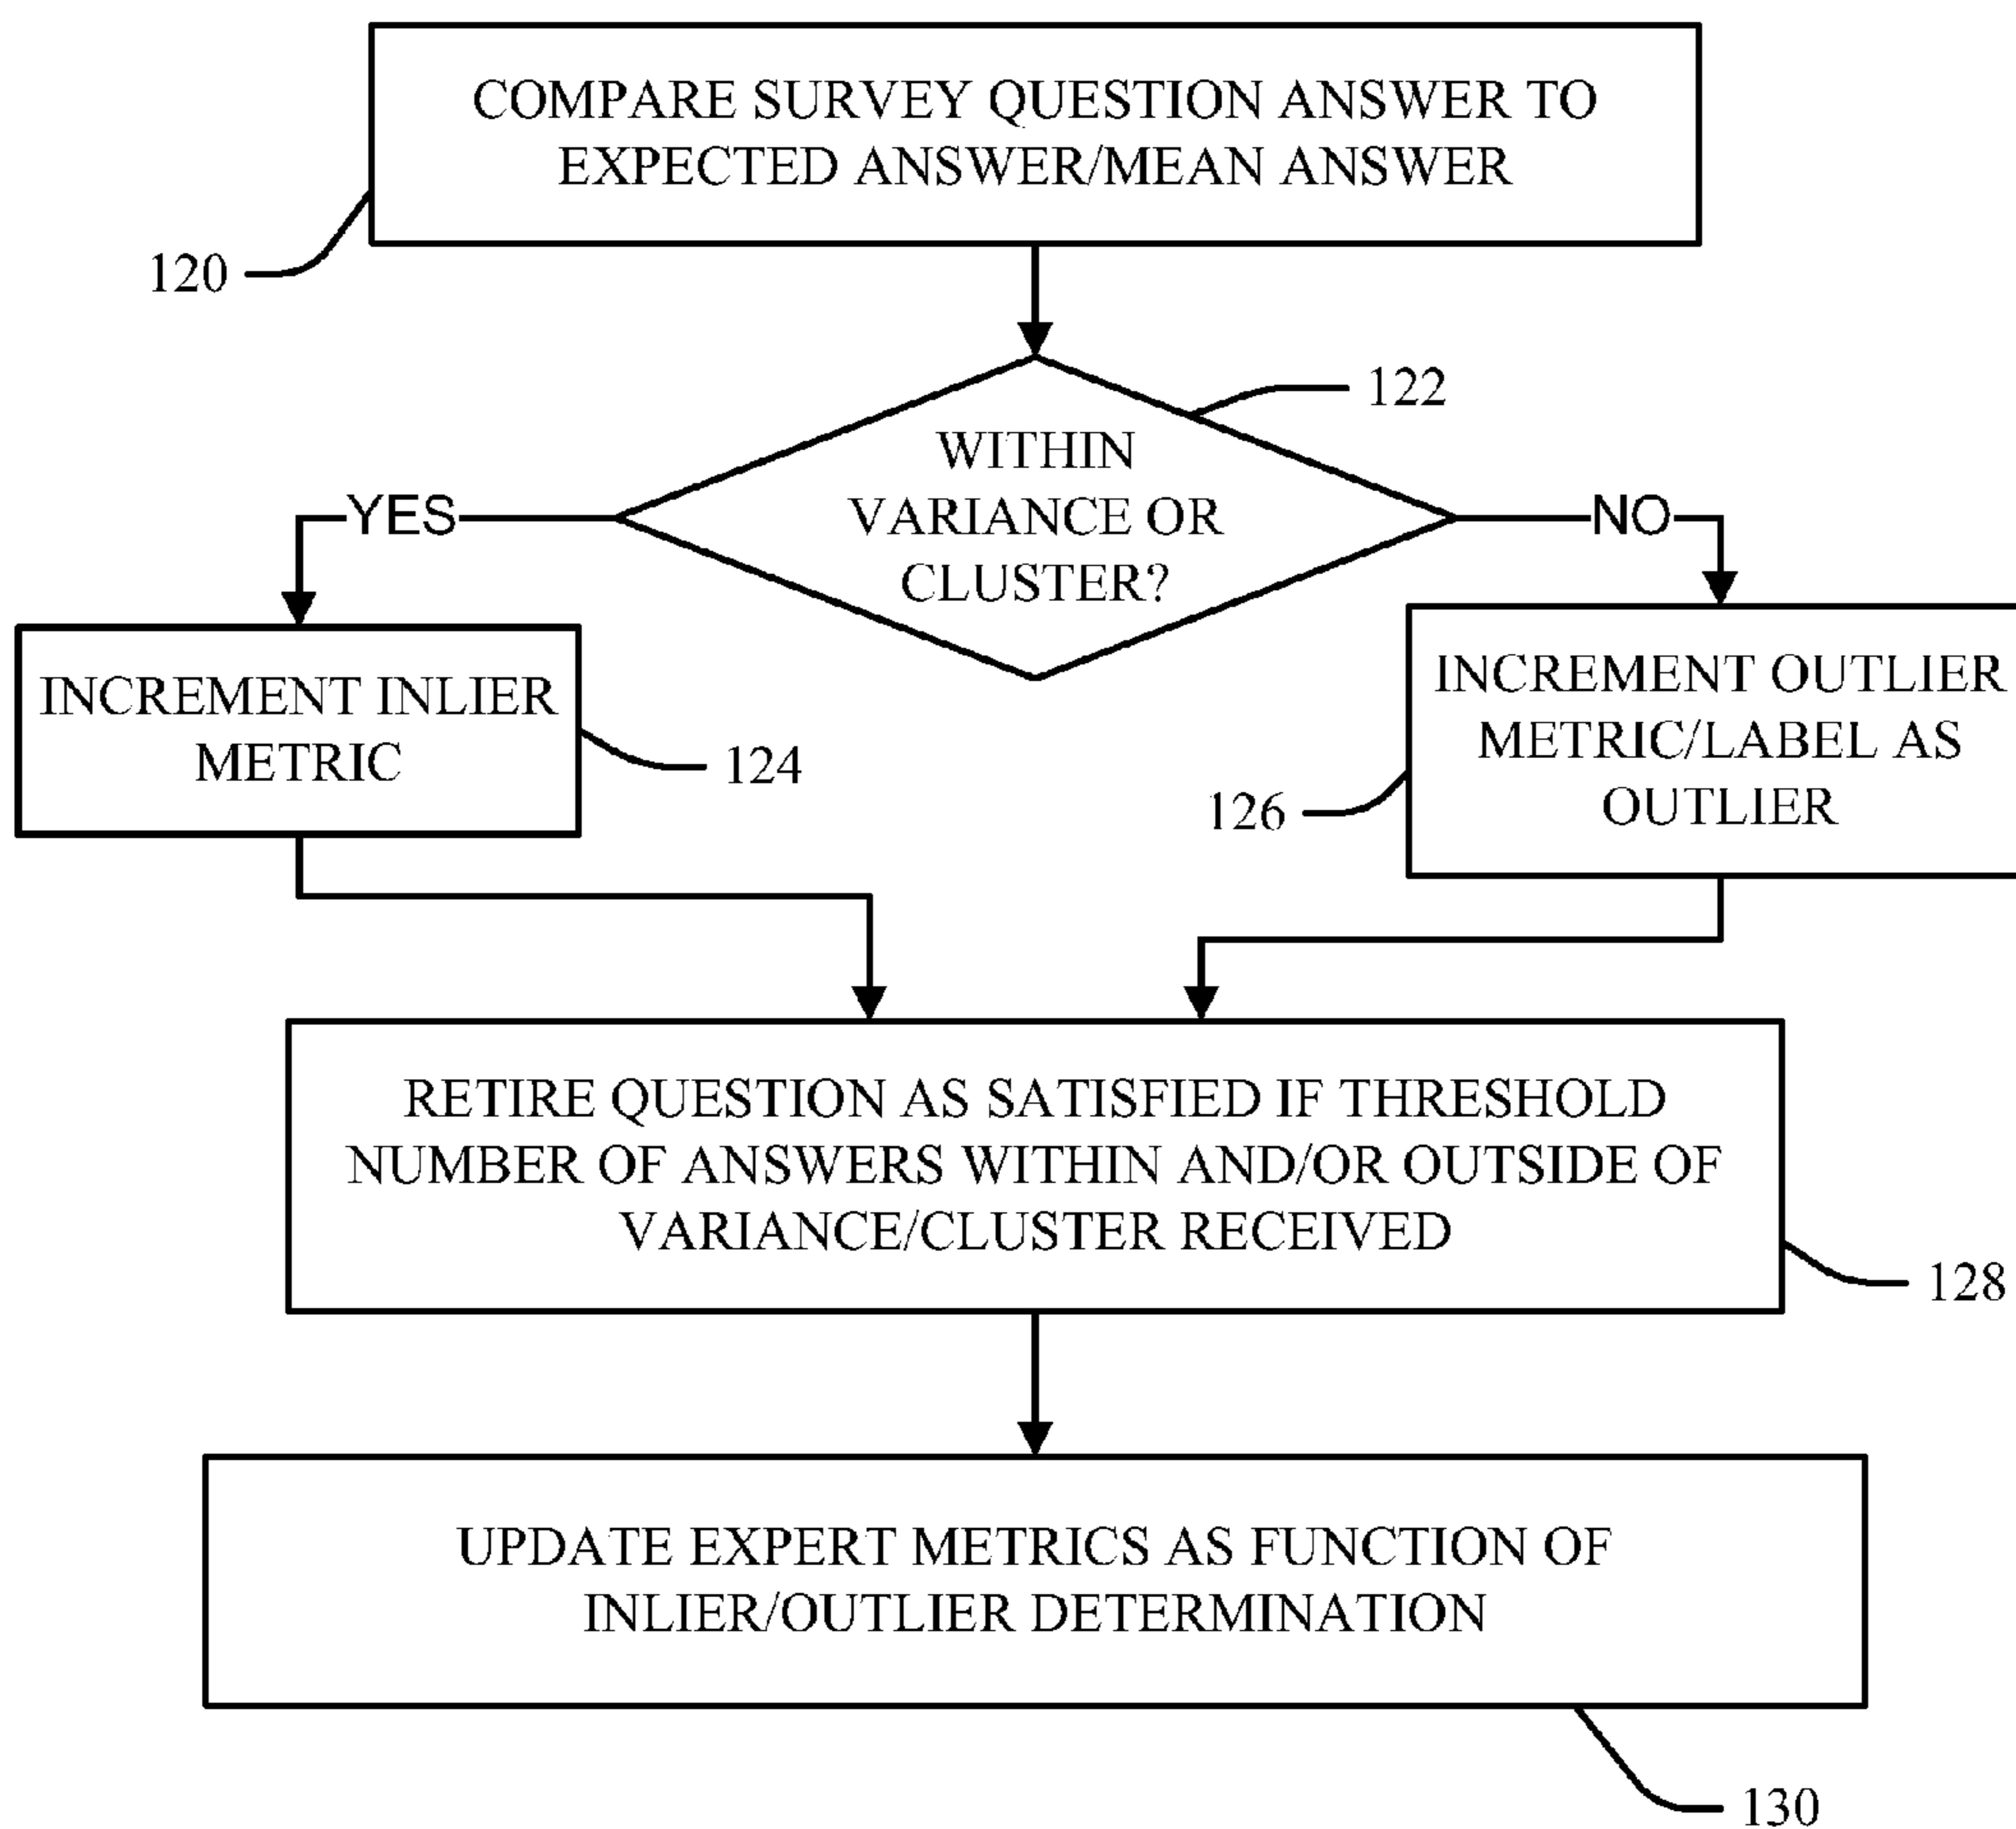 COMPARE SURVEY QUESTION ANSWER TO
EXPECTED ANSWER/MEAN ANSWER
120
122
WITHIN
VARIANCE OR
CLUSTER?
YES
NO
INCREMENT INLIER
METRIC
124
INCREMENT OUTLIER
METRIC/LABEL AS
OUTLIER
126
RETIRE QUESTION AS SATISFIED IF THRESHOLD
NUMBER OF ANSWERS WITHIN AND/OR OUTSIDE OF
VARIANCE/CLUSTER RECEIVED
128
UPDATE EXPERT METRICS AS FUNCTION OF
INLIER/OUTLIER DETERMINATION
130